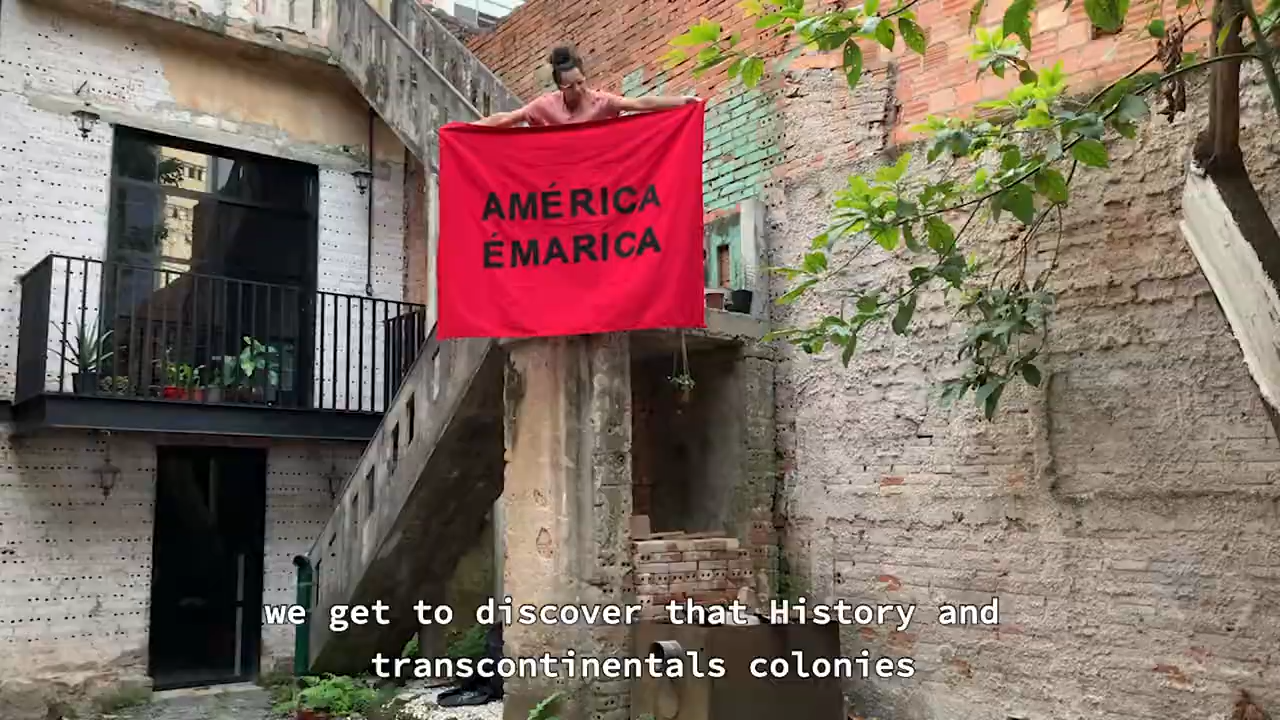 AMÉRICA
ÉMARICA
we get to discover that History and
transcontinentals colonies